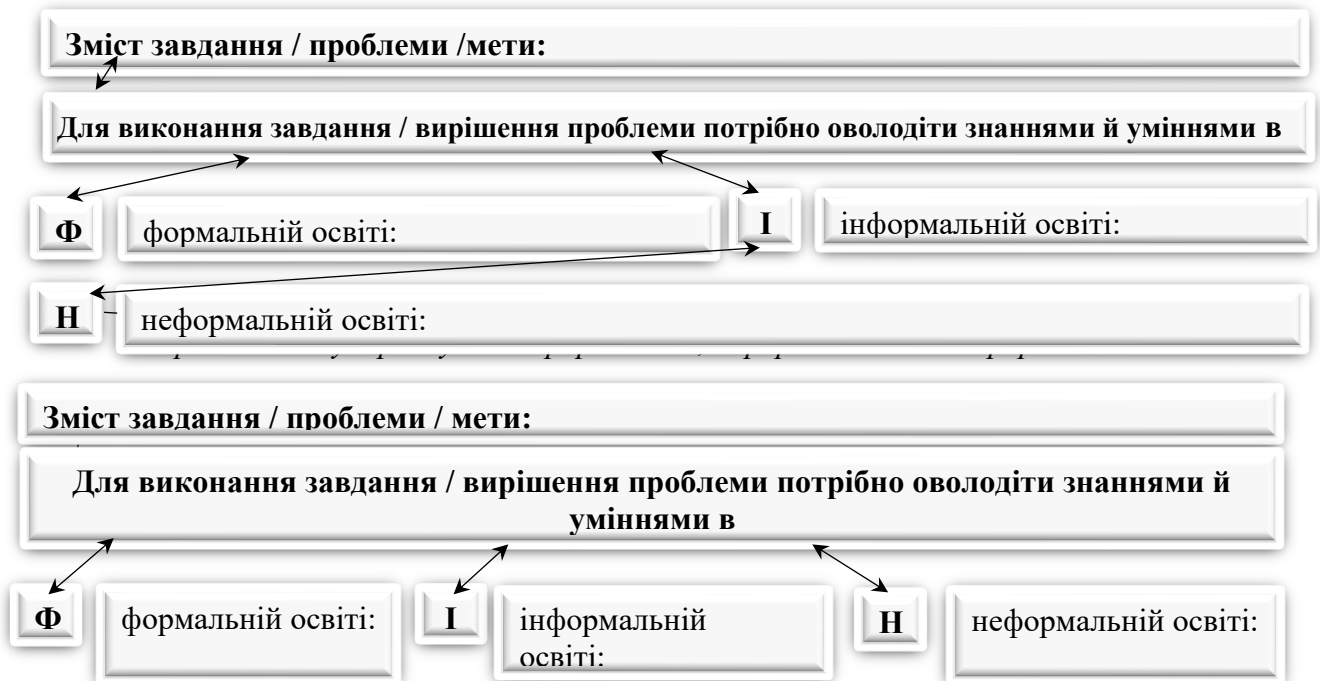 Зміст завдання / проблеми /мети:
Для виконання завдання / вирішення проблеми потрібно оволодіти знаннями й уміннями в
Ф
формальній освіті:
І
інформальній освіті:
Н
неформальній освіті:
Зміст завдання / проблеми / мети:
Для виконання завдання / вирішення проблеми потрібно оволодіти знаннями й
уміннями в
Ф
формальній освіті:
І
інформальній
освіті:
Н
неформальній освіті: